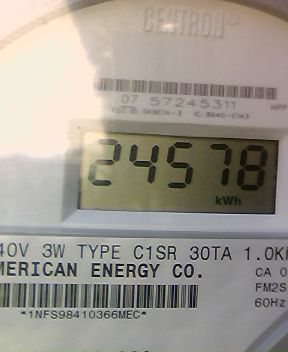 CENTRON®
07 57245311
24578
kWh
40V 3W TYPE C1SR 30TA 1.0K
MERICAN ENERGY CO.
CA 0
FM2S
60Hz
*1NFS98410366MEC*